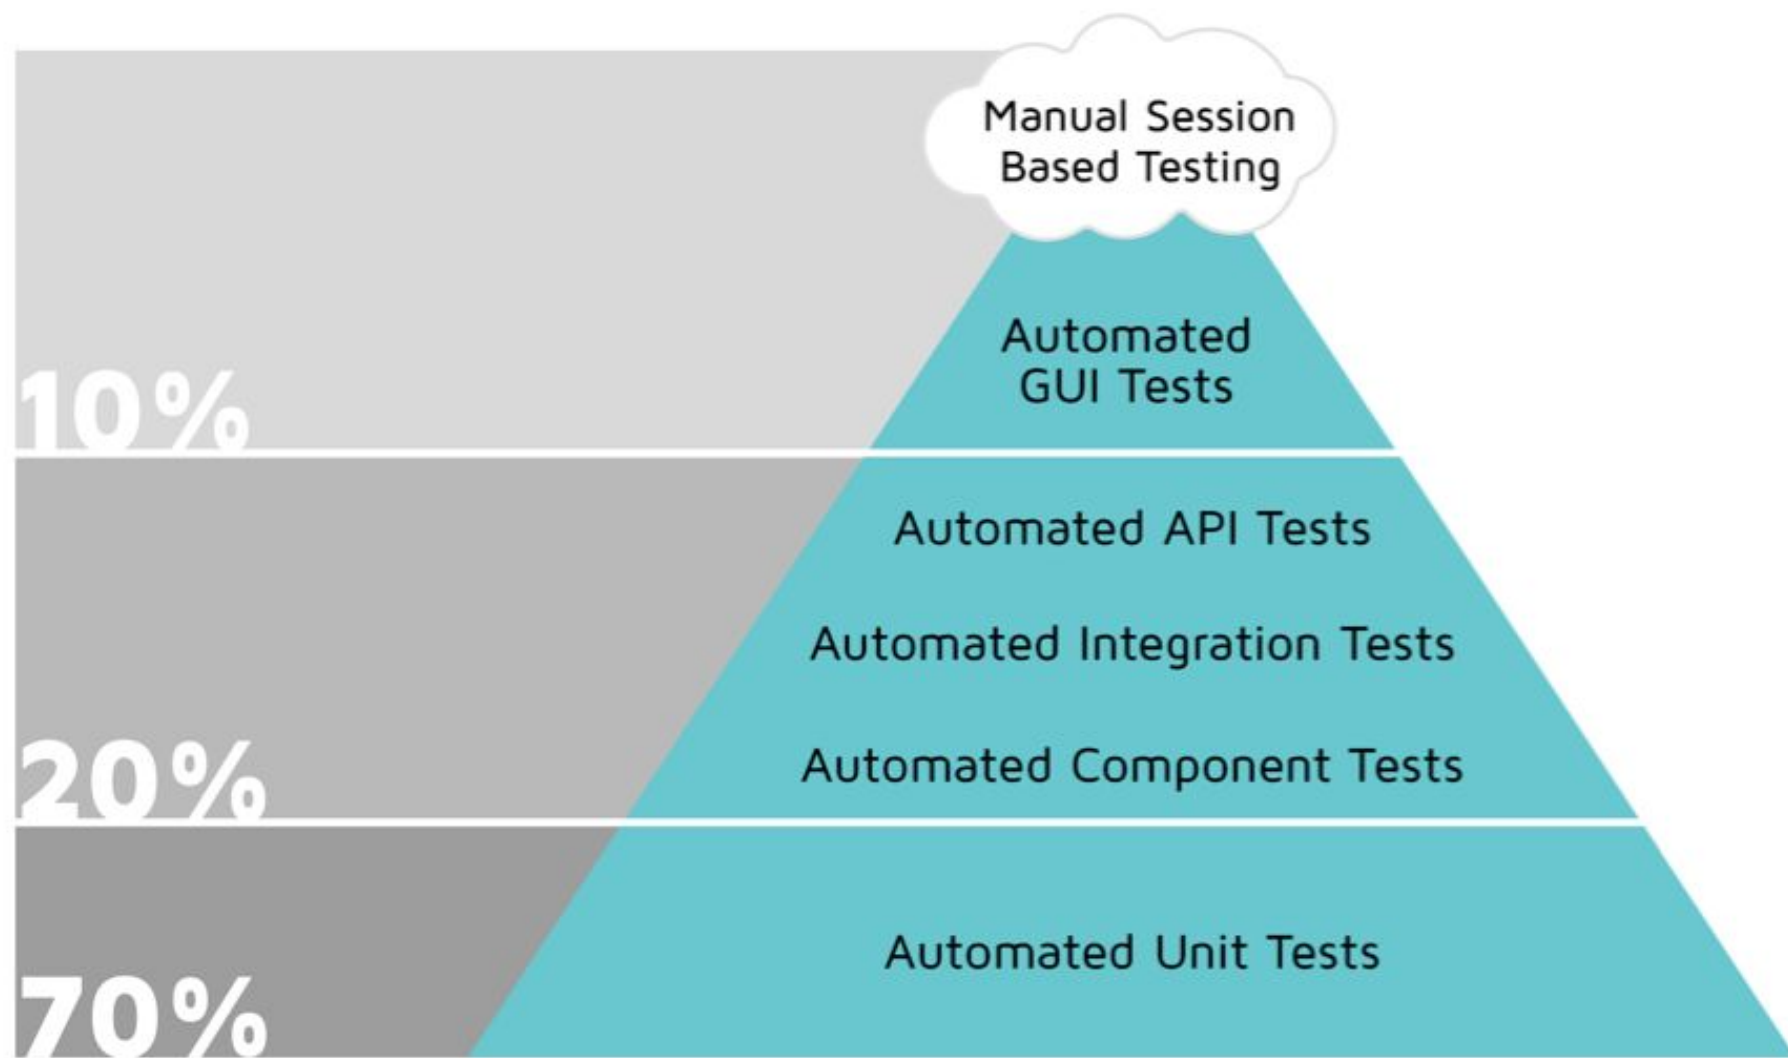 Manual Session
Based Testing
Automated
GUI Tests
10%
Automated API Tests
Automated Integration Tests
Automated Component Tests
20%
Automated Unit Tests
70%